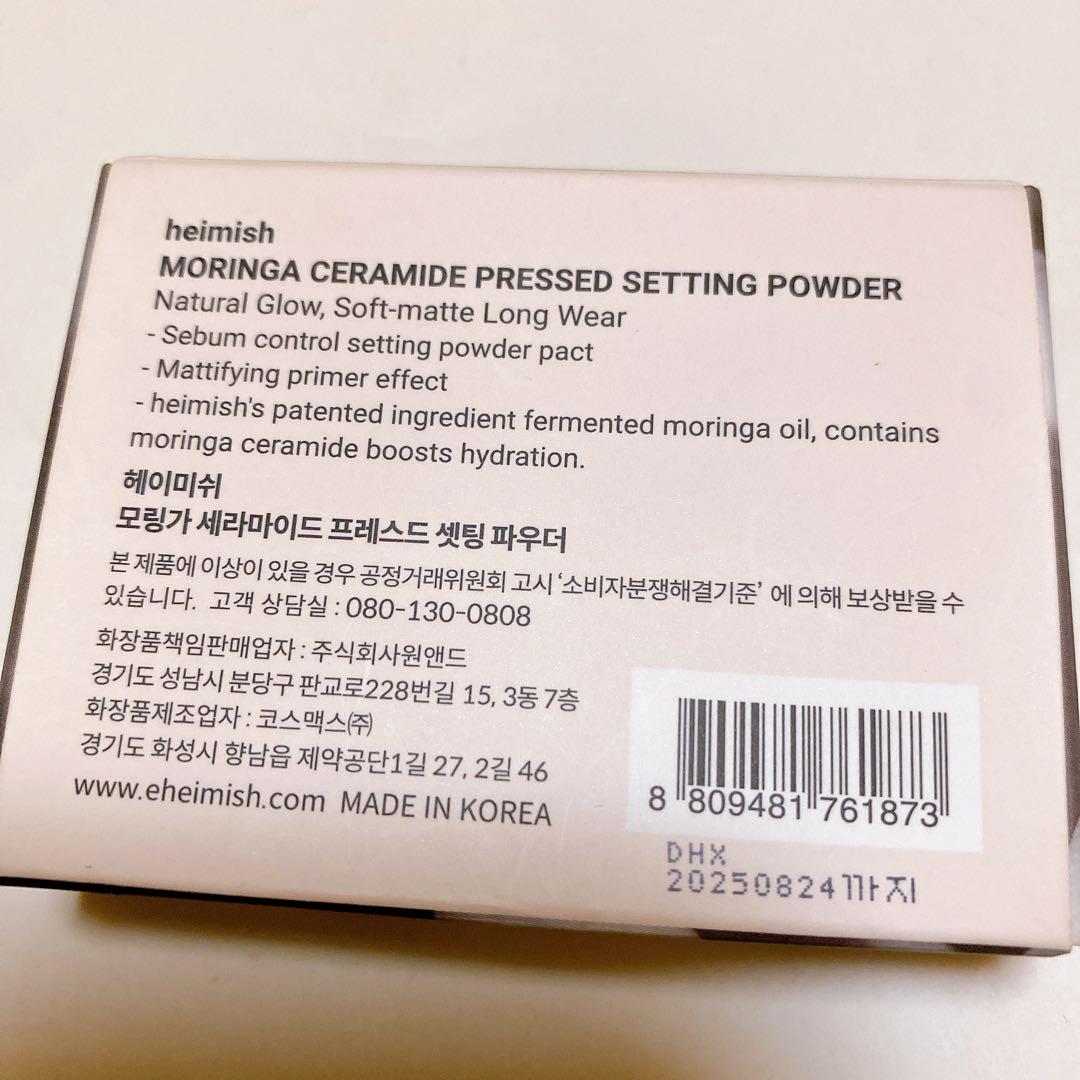 heimish
MORINGA CERAMIDE PRESSED SETTING POWDER
Natural Glow, Soft-matte Long Wear
- Sebum control setting powder pact
- Mattifying primer effect
- heimish's patented ingredient fermented moringa oil, contains
moringa ceramide boosts hydration.
헤이미쉬
모링가 세라마이드 프레스드 셋팅 파우더
본 제품에 이상이 있을 경우 공정거래위원회 고시 ‘소비자분쟁해결기준’ 에 의해 보상받을 수
있습니다. 고객 상담실 : 080-130-0808
화장품책임판매업자 : 주식회사원앤드
경기도 성남시 분당구 판교로228번길 15, 3동 7층
화장품제조업자 : 코스맥스㈜
경기도 화성시 향남읍 제약공단1길 27, 2길 46
www.eheimish.com MADE IN KOREA
8 809481 761873
DHX
20250824까지